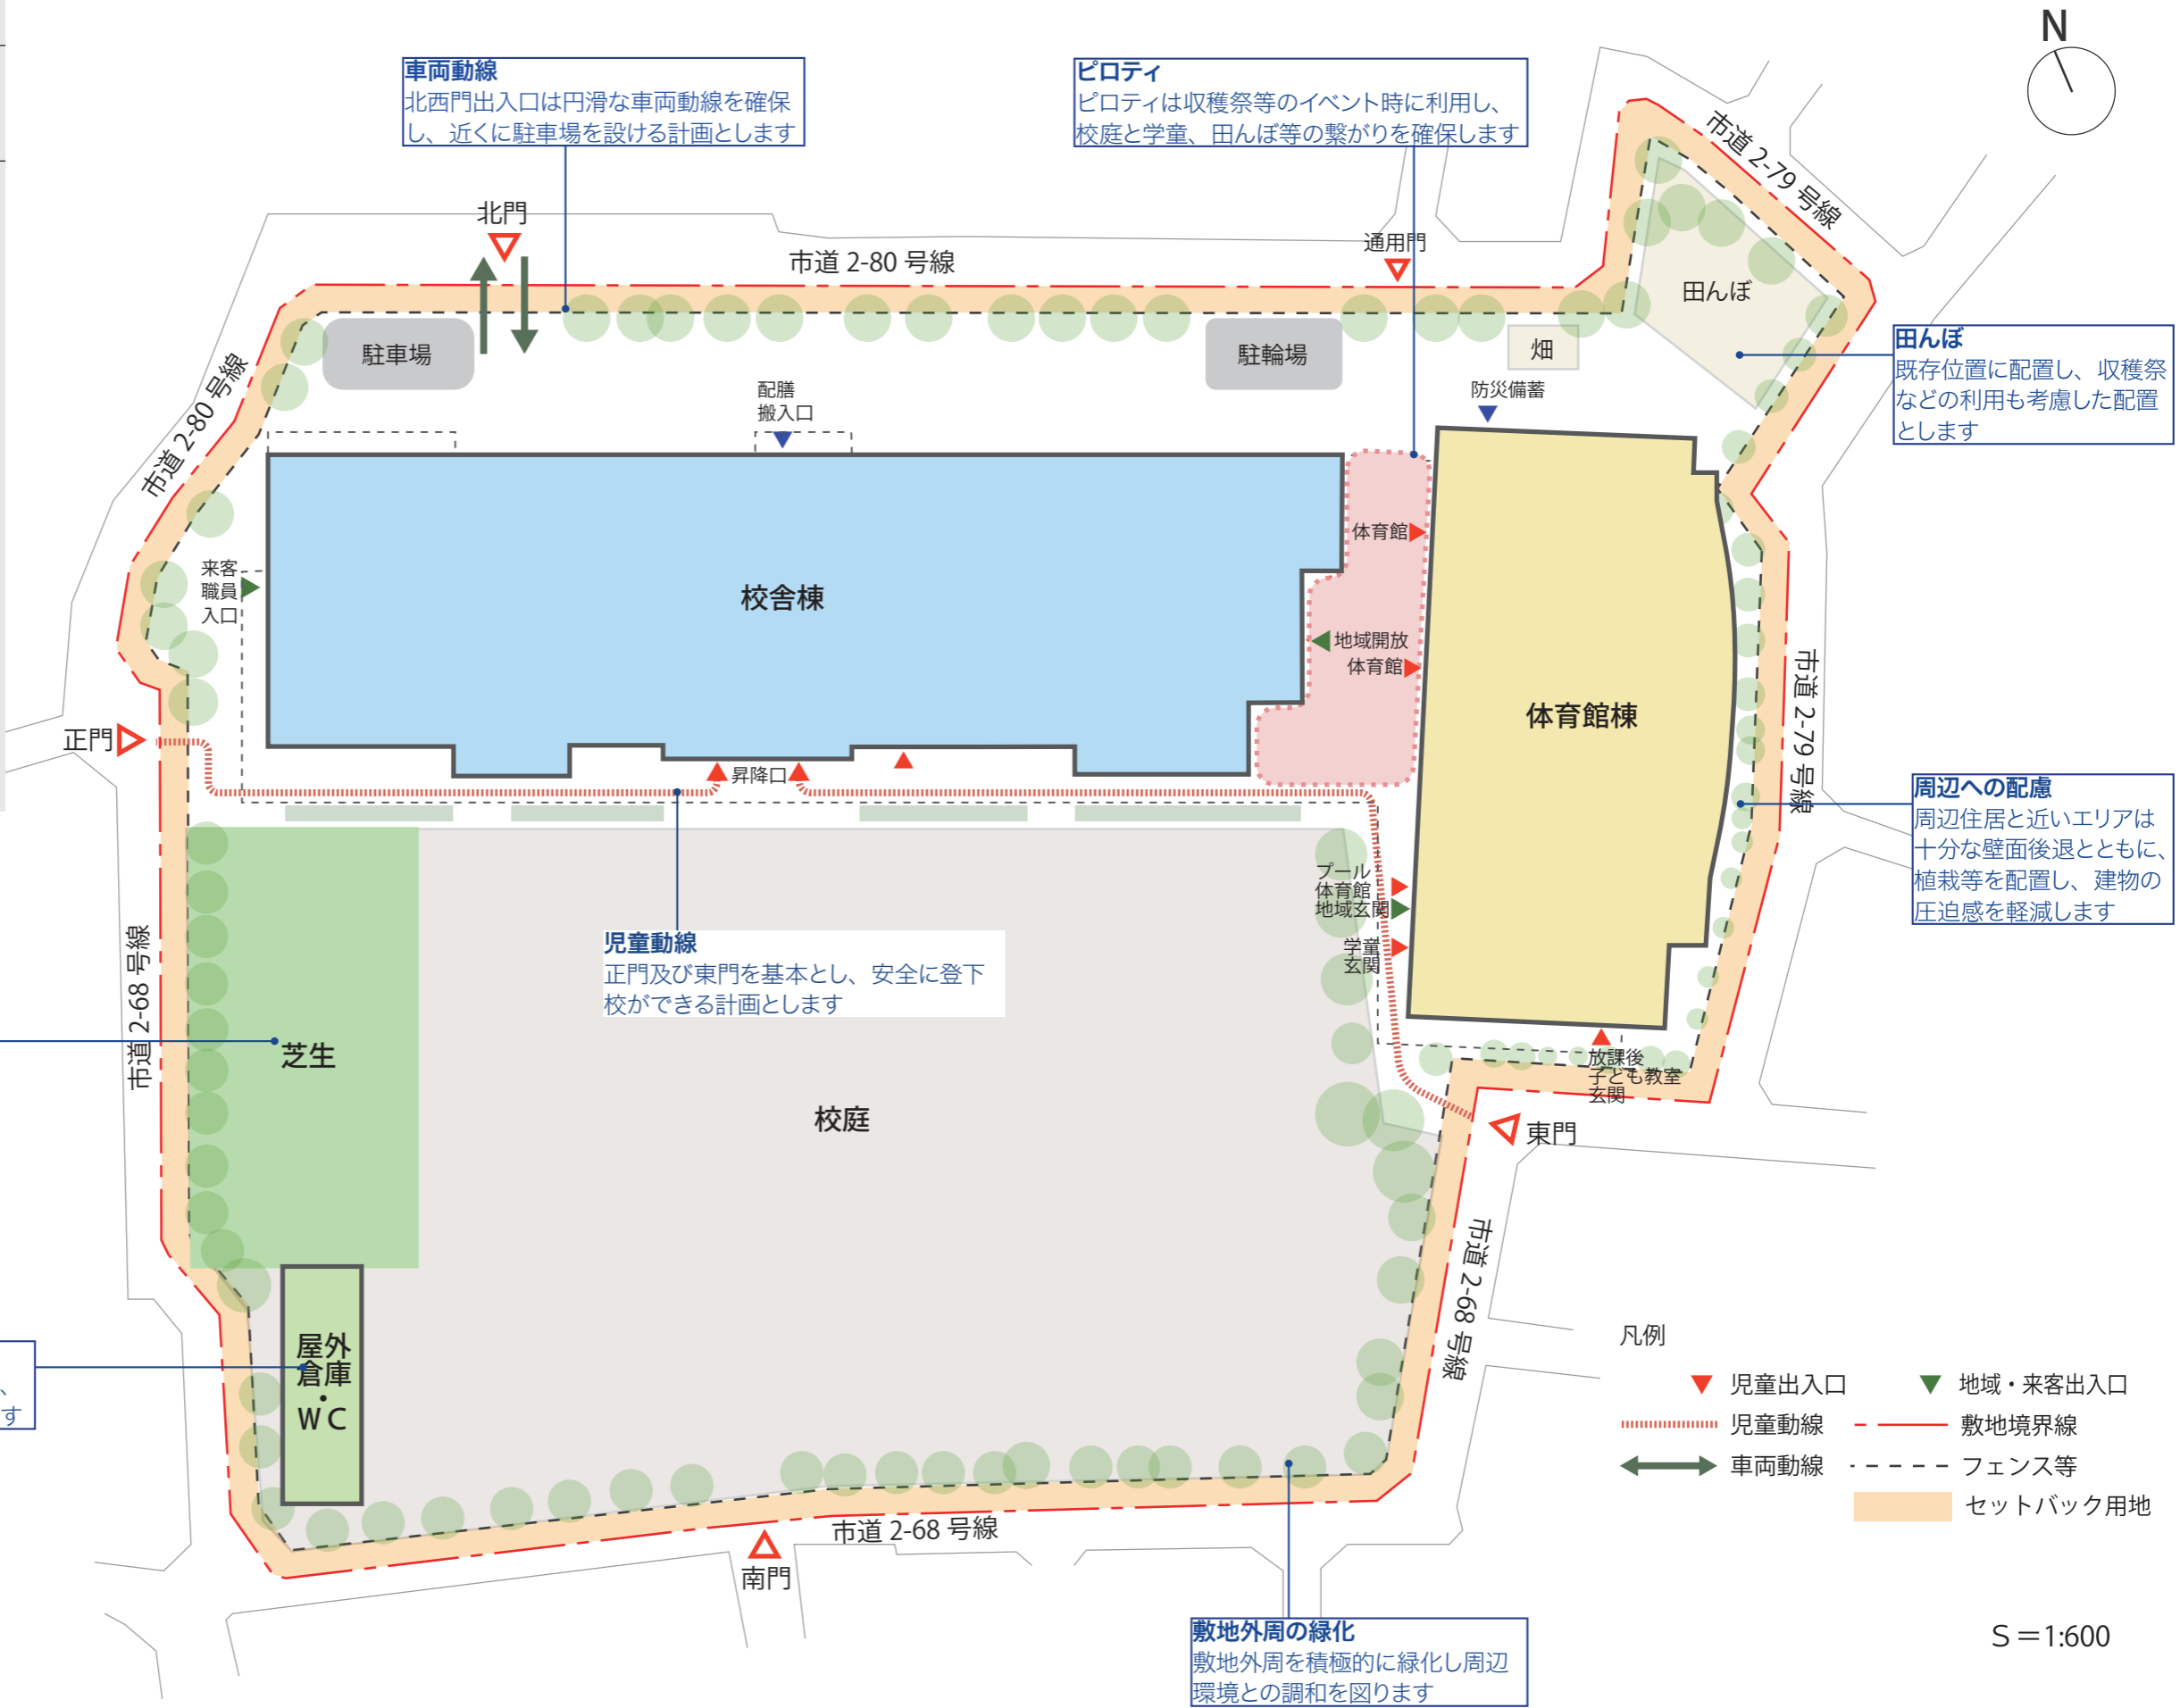 N
車両動線
北西門出入口は円滑な車両動線を確保
し、近くに駐車場を設ける計画とします
ピロティ
ピロティは収穫祭等のイベント時に利用し、
校庭と学童、田んぼ等の繋がりを確保します
市道 2-79 号線
北門
通用門
市道 2-80 号線
田んぼ
駐車場
駐輪場
畑
田んぼ
既存位置に配置し、収穫祭
などの利用も考慮した配置
とします
市道 2-80 号線
配膳
搬入口
防災備蓄
体育館
来客
職員
入口
校舎棟
地域開放
体育館
体育館棟
市道 2-79 号線
正門
昇降口
周辺への配慮
周辺住居と近いエリアは
十分な壁面後退とともに、
植栽等を配置し、建物の
圧迫感を軽減します
プール
体育館
地域玄関
学童
玄関
児童動線
正門及び東門を基本とし、安全に登下
校ができる計画とします
市道 2-68 号線
芝生
放課後
子ども教室
玄関
校庭
東門
市道 2-68 号線
屋外
倉庫
・
WC
、
す
凡例
児童出入口
地域・来客出入口
児童動線
敷地境界線
車両動線
フェンス等
セットバック用地
市道 2-68 号線
南門
敷地外周の緑化
敷地外周を積極的に緑化し周辺
環境との調和を図ります
S＝1:600